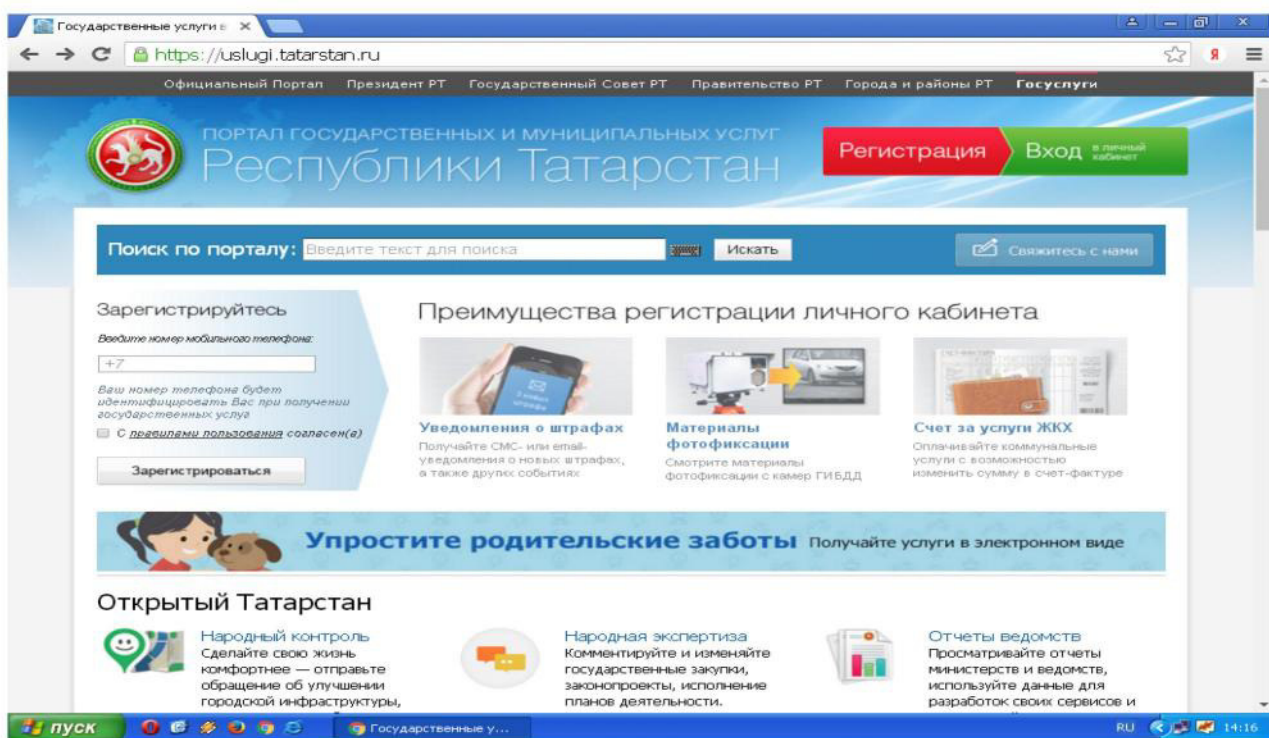 Государственные услуги в
https://uslugi.tatarstan.ru
Официальный Портал Президент РТ Государственный Совет РТ Правительство РТ Города и районы РТ Госуслуги
ПОРТАЛ ГОСУДАРСТВЕННЫХ И МУНИЦИПАЛЬНЫХ УСЛУГ
Республики Татарстан
Регистрация Вход в личный кабинет
Поиск по порталу: Введите текст для поиска Искать Свяжитесь с нами
Зарегистрируйтесь
Введите номер мобильного телефона:
+7
Ваш номер телефона будет
идентифицировать Вас при получении
государственных услуг
С правилами пользования согласен(а)
Зарегистрироваться
Преимущества регистрации личного кабинета
Уведомления о штрафах
Получайте СМС- или email-
уведомления о новых штрафах,
а также других событиях
Материалы
фотофиксации
Смотрите материалы
фотофиксации с камер ГИБДД
Счет за услуги ЖКХ
Оплачивайте коммунальные
услуги с возможностью
изменить сумму в счет-фактуре
Упростите родительские заботы Получайте услуги в электронном виде
Открытый Татарстан
Народный контроль
Сделайте свою жизнь
комфортнее — отправьте
обращение об улучшении
городской инфраструктуры,
Народная экспертиза
Комментируйте и изменяйте
государственные закупки,
законопроекты, исполнение
планов деятельности.
Отчеты ведомств
Просматривайте отчеты
министерств и ведомств,
используйте данные для
разработок своих сервисов и
пуск Государственные у... RU 14:16